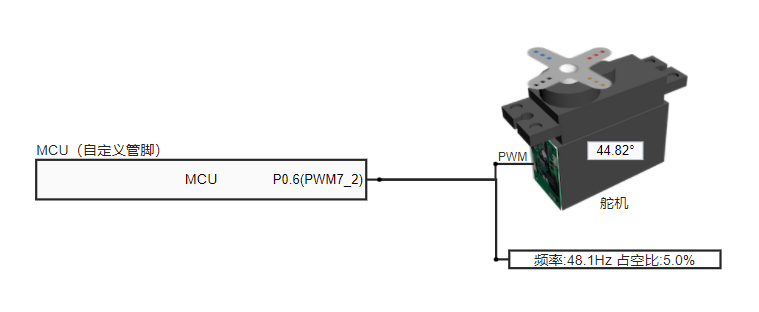 MCU（自定义管脚）
MCU P0.6(PWM7_2)
PWM
44.82°
舵机
频率:48.1Hz 占空比:5.0%